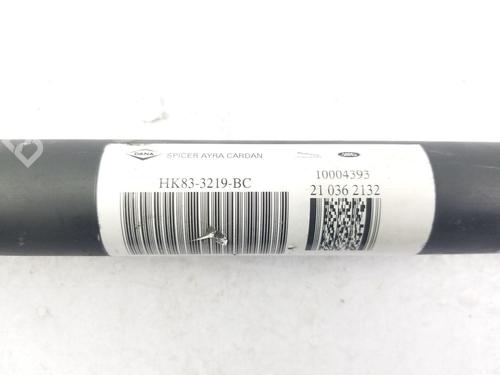 DANA
SPICER AYRA CARDAN
HK83-3219-BC
10004393
21 036 2132